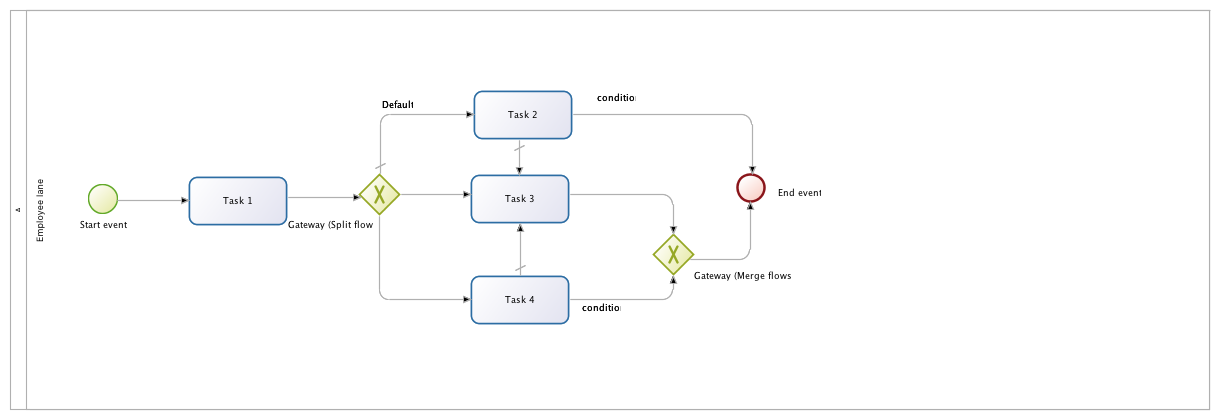 Employee lane
Start event
Task 1
Gateway (Split flow
Default
Task 2
conditio
Task 3
Task 4
conditio
Gateway (Merge flows
End event